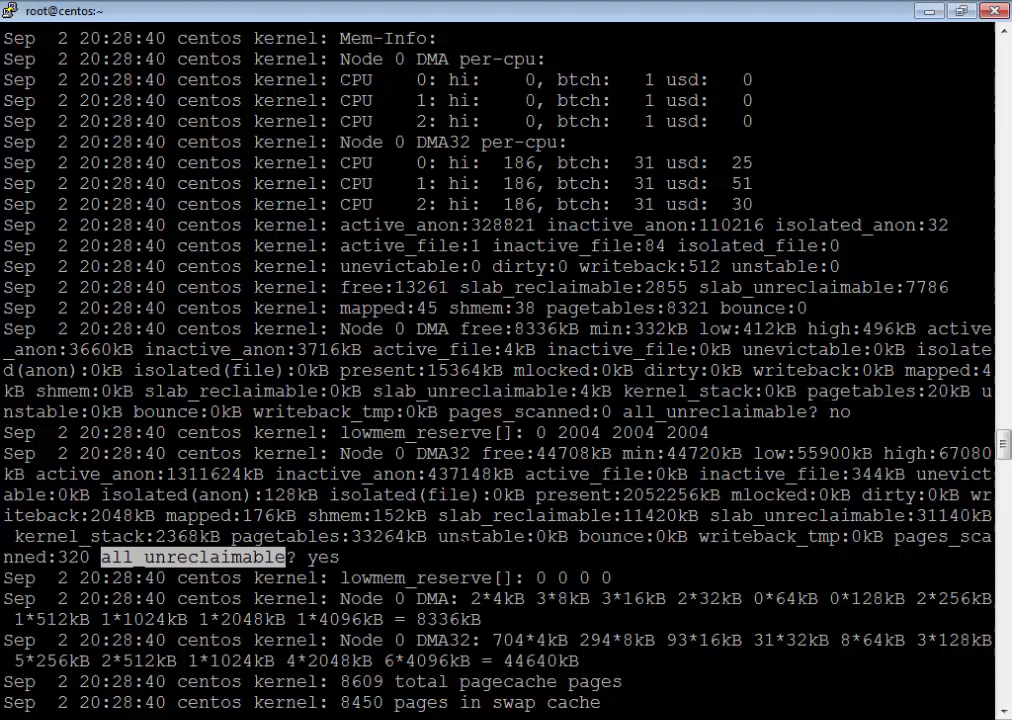 root@centos:~
Sep  2 20:28:40 centos kernel: Mem-Info:
Sep  2 20:28:40 centos kernel: Node 0 DMA per-cpu:
Sep  2 20:28:40 centos kernel: CPU    0: hi:    0, btch:   1 usd:   0
Sep  2 20:28:40 centos kernel: CPU    1: hi:    0, btch:   1 usd:   0
Sep  2 20:28:40 centos kernel: CPU    2: hi:    0, btch:   1 usd:   0
Sep  2 20:28:40 centos kernel: Node 0 DMA32 per-cpu:
Sep  2 20:28:40 centos kernel: CPU    0: hi:  186, btch:  31 usd:  25
Sep  2 20:28:40 centos kernel: CPU    1: hi:  186, btch:  31 usd:  51
Sep  2 20:28:40 centos kernel: CPU    2: hi:  186, btch:  31 usd:  30
Sep  2 20:28:40 centos kernel: active_anon:328821 inactive_anon:110216 isolated_anon:32
Sep  2 20:28:40 centos kernel: active_file:1 inactive_file:84 isolated_file:0
Sep  2 20:28:40 centos kernel: unevictable:0 dirty:0 writeback:512 unstable:0
Sep  2 20:28:40 centos kernel: free:13261 slab_reclaimable:2855 slab_unreclaimable:7786
Sep  2 20:28:40 centos kernel: mapped:45 shmem:38 pagetables:8321 bounce:0
Sep  2 20:28:40 centos kernel: Node 0 DMA free:8336kB min:332kB low:412kB high:496kB active
_anon:3660kB inactive_anon:3716kB active_file:4kB inactive_file:0kB unevictable:0kB isolate
d(anon):0kB isolated(file):0kB present:15364kB mlocked:0kB dirty:0kB writeback:0kB mapped:4
kB shmem:0kB slab_reclaimable:0kB slab_unreclaimable:4kB kernel_stack:0kB pagetables:20kB u
nstable:0kB bounce:0kB writeback_tmp:0kB pages_scanned:0 all_unreclaimable? no
Sep  2 20:28:40 centos kernel: lowmem_reserve[]: 0 2004 2004 2004
Sep  2 20:28:40 centos kernel: Node 0 DMA32 free:44708kB min:44720kB low:55900kB high:67080
kB active_anon:1311624kB inactive_anon:437148kB active_file:0kB inactive_file:344kB unevict
able:0kB isolated(anon):128kB isolated(file):0kB present:2052256kB mlocked:0kB dirty:0kB wr
iteback:2048kB mapped:176kB shmem:152kB slab_reclaimable:11420kB slab_unreclaimable:31140kB
 kernel_stack:2368kB pagetables:33264kB unstable:0kB bounce:0kB writeback_tmp:0kB pages_sca
nned:320 all_unreclaimable? yes
Sep  2 20:28:40 centos kernel: lowmem_reserve[]: 0 0 0 0
Sep  2 20:28:40 centos kernel: Node 0 DMA: 2*4kB 3*8kB 3*16kB 2*32kB 0*64kB 0*128kB 2*256kB
 1*512kB 1*1024kB 1*2048kB 1*4096kB = 8336kB
Sep  2 20:28:40 centos kernel: Node 0 DMA32: 704*4kB 294*8kB 93*16kB 31*32kB 8*64kB 3*128kB
 5*256kB 2*512kB 1*1024kB 4*2048kB 6*4096kB = 44640kB
Sep  2 20:28:40 centos kernel: 8609 total pagecache pages
Sep  2 20:28:40 centos kernel: 8450 pages in swap cache